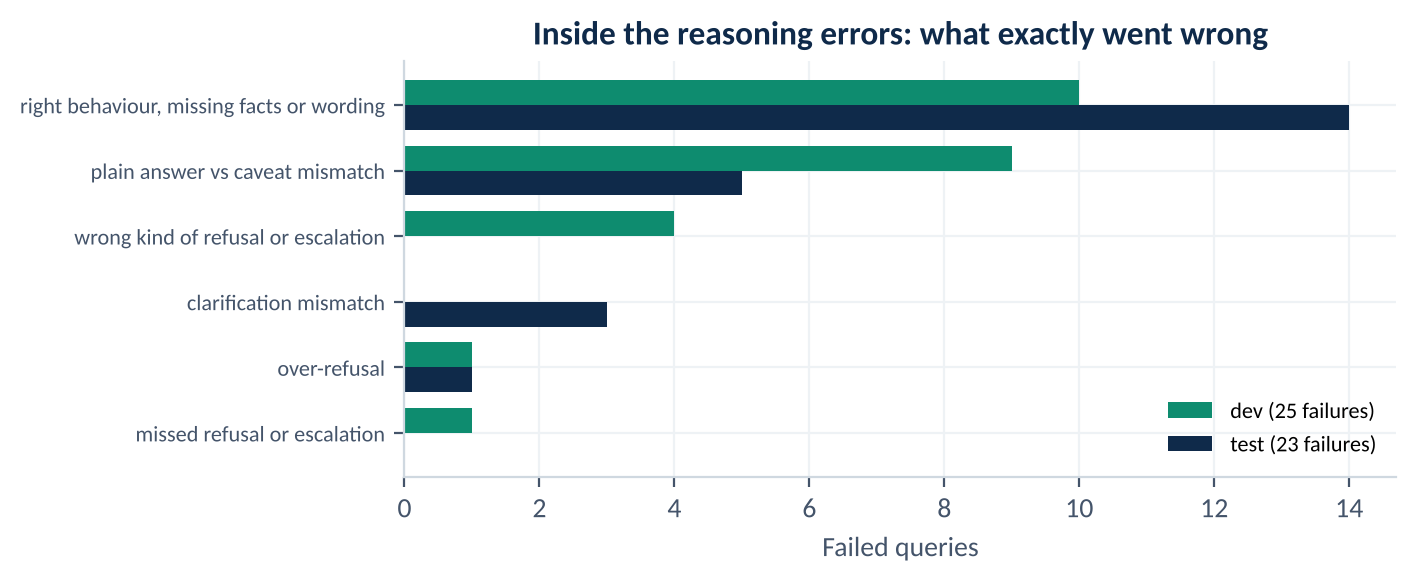 Inside the reasoning errors: what exactly went wrong
right behaviour, missing facts or wording
plain answer vs caveat mismatch
wrong kind of refusal or escalation
clarification mismatch
over-refusal
missed refusal or escalation
dev (25 failures)
test (23 failures)
0 2 4 6 8 10 12 14
Failed queries